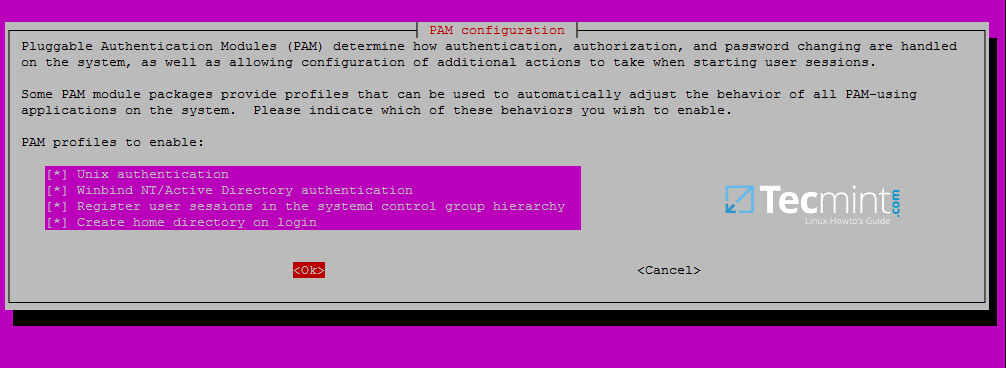 PAM configuration
Pluggable Authentication Modules (PAM) determine how authentication, authorization, and password changing are handled
on the system, as well as allowing configuration of additional actions to take when starting user sessions.
Some PAM module packages provide profiles that can be used to automatically adjust the behavior of all PAM-using
applications on the system.  Please indicate which of these behaviors you wish to enable.
PAM profiles to enable:
[*] Unix authentication
[*] Winbind NT/Active Directory authentication
[*] Register user sessions in the systemd control group hierarchy
[*] Create home directory on login
Tecmint.com
Linux Howto's Guide
<Ok> <Cancel>